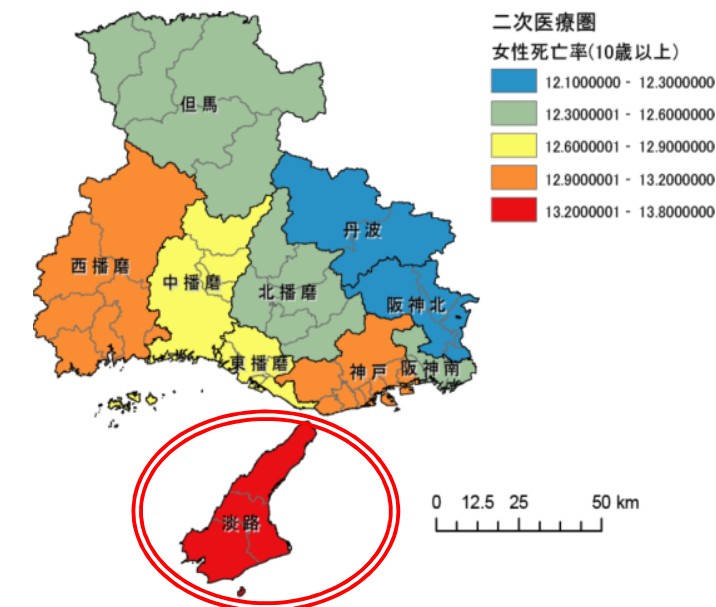 二次医療圏
女性死亡率(10歳以上)
12.1000000 - 12.3000000
12.3000001 - 12.6000000
12.6000001 - 12.9000000
12.9000001 - 13.2000000
13.2000001 - 13.8000000
但馬
丹波
西播磨
中播磨
北播磨
阪神北
東播磨
神戸
阪神南
淡路
0 12.5 25 50 km